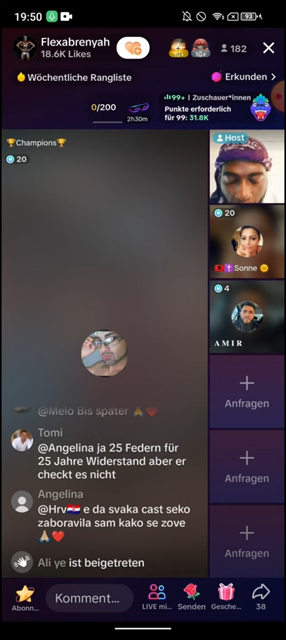 19:50
Flexabrenyah
18.6K Likes
182
Wöchentliche Rangliste
Erkunden >
0/200
2h30m
99+ | Zuschauer*innen
Punkte erforderlich
für 99: 31.8K
🏆Champions🏆
20
Host
20
🇦🇱✝️ Sonne 🌞
4
A M I R
+
Anfragen
+
Anfragen
+
Anfragen
@Melo Bis später 🙏🏽❤️
Tomi
@Angelina ja 25 Federn für
25 Jahre Widerstand aber er
checkt es nicht
Angelina
@Hrv🇭🇷 e da svaka cast seko
zaboravila sam kako se zove
🙏🏽❤️
Ali ye ist beigetreten
Abonn...
Komment...
LIVE mi...
Senden
Gesche...
38